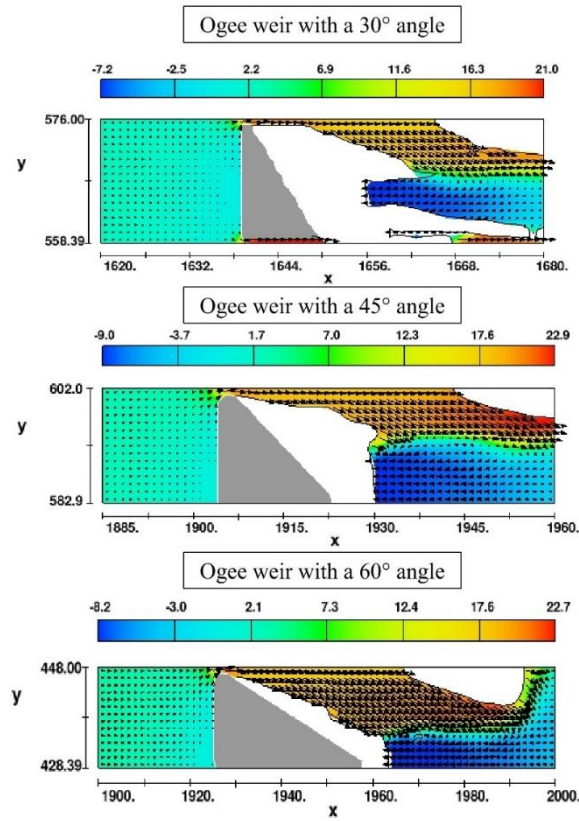 Ogee weir with a 30° angle
-7.2 -2.5 2.2 6.9 11.6 16.3 21.0
576.00
y
558.39
1620. 1632. 1644. 1656. 1668. 1680.
x
Ogee weir with a 45° angle
-9.0 -3.7 1.7 7.0 12.3 17.6 22.9
602.0
y
582.9
1885. 1900. 1915. 1930. 1945. 1960.
x
Ogee weir with a 60° angle
-8.2 -3.0 2.1 7.3 12.4 17.6 22.7
448.00
y
428.39
1900. 1920. 1940. 1960. 1980. 2000.
x